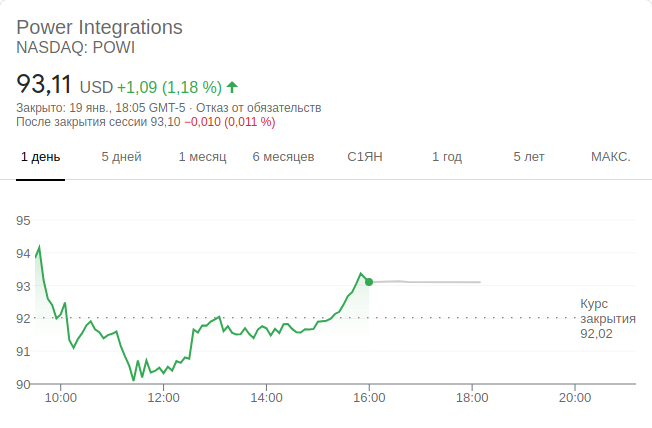 Power Integrations
NASDAQ: POWI
93,11 USD +1,09 (1,18 %)
Закрыто: 19 янв., 18:05 GMT-5 · Отказ от обязательств
После закрытия сессии 93,10 −0,010 (0,011 %)
1 день 5 дней 1 месяц 6 месяцев С1ЯН 1 год 5 лет МАКС.
95
94
93
Курс
92 закрытия
92,02
91
90
10:00 12:00 14:00 16:00 18:00 20:00